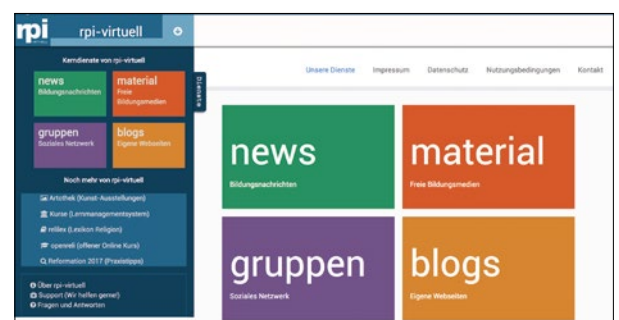 rpi
rpi-virtuell
Kerndienste von rpi-virtuell
news
Bildungsnachrichten
material
Freie
Bildungsmedien
gruppen
Soziales Netzwerk
blogs
Eigene Webseiten
Dienste
Noch mehr von rpi-virtuell
Artothek (Kunst-Ausstellungen)
Kurse (Lernmanagementsystem)
relilex (Lexikon Religion)
openreli (offener Online Kurs)
Reformation 2017 (Praxistipps)
Über rpi-virtuell
Support (Wir helfen gerne!)
Fragen und Antworten
Unsere Dienste Impressum Datenschutz Nutzungsbedingungen Kontakt
news
Bildungsnachrichten
material
Freie Bildungsmedien
gruppen
Soziales Netzwerk
blogs
Eigene Webseiten